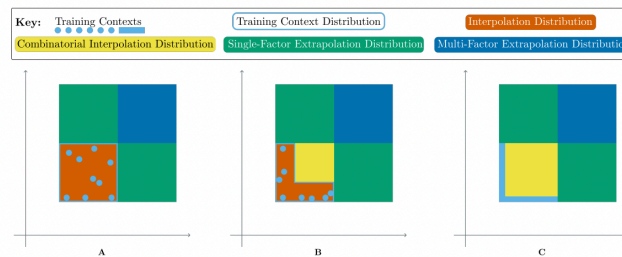 Key: Training Contexts Training Context Distribution Interpolation Distribution
Combinatorial Interpolation Distribution Single-Factor Extrapolation Distribution Multi-Factor Extrapolation Distributio
A B C